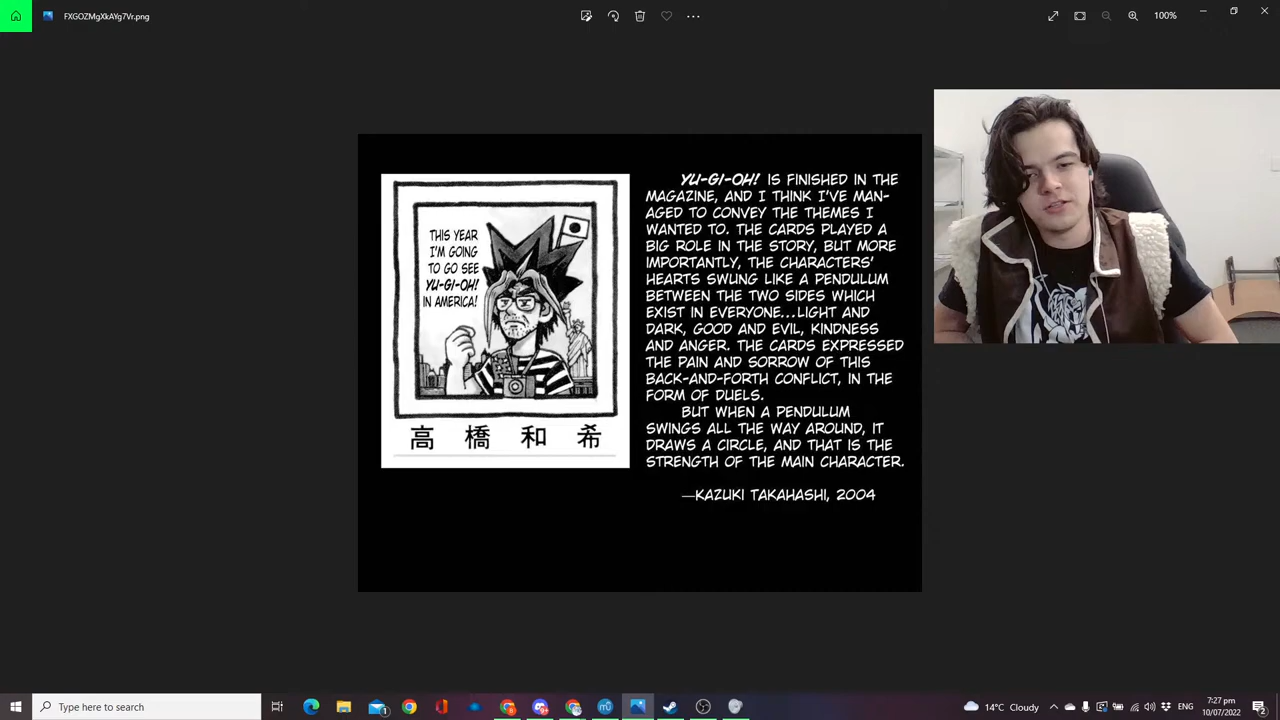 FXGOZMgXkAYg7Vr.png
100%
THIS YEAR
I'M GOING
TO GO SEE
YU-GI-OH!
IN AMERICA!
高橋和希
YU-GI-OH! IS FINISHED IN THE
MAGAZINE, AND I THINK I'VE MAN-
AGED TO CONVEY THE THEMES I
WANTED TO. THE CARDS PLAYED A
BIG ROLE IN THE STORY, BUT MORE
IMPORTANTLY, THE CHARACTERS'
HEARTS SWUNG LIKE A PENDULUM
BETWEEN THE TWO SIDES WHICH
EXIST IN EVERYONE...LIGHT AND
DARK, GOOD AND EVIL, KINDNESS
AND ANGER. THE CARDS EXPRESSED
THE PAIN AND SORROW OF THIS
BACK-AND-FORTH CONFLICT, IN THE
FORM OF DUELS.
BUT WHEN A PENDULUM
SWINGS ALL THE WAY AROUND, IT
DRAWS A CIRCLE, AND THAT IS THE
STRENGTH OF THE MAIN CHARACTER.
—KAZUKI TAKAHASHI, 2004
Type here to search
14°C Cloudy
ENG
7:27 pm
10/07/2022